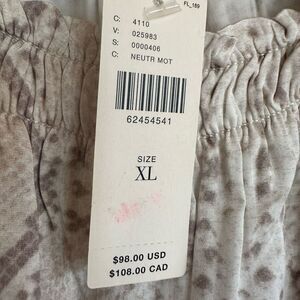 FL_169
C: 4110
V: 025983
S: 0000406
C: NEUTR MOT
62454541
SIZE
XL
$98.00 USD
$108.00 CAD